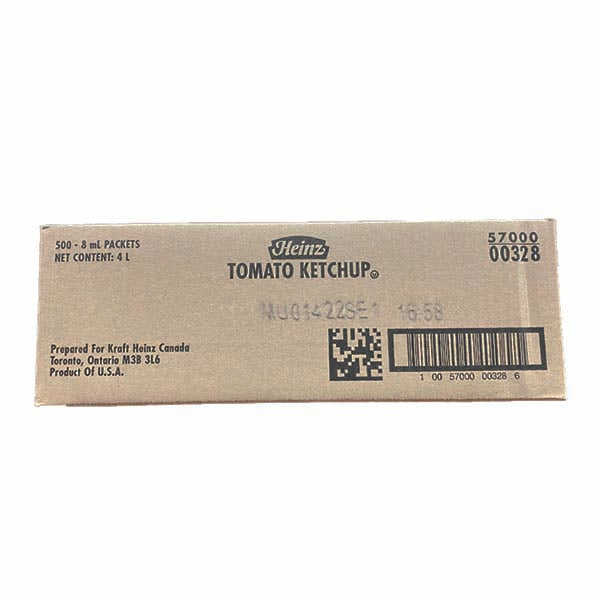 500 - 8 mL PACKETS
NET CONTENT: 4 L
Heinz
TOMATO KETCHUP
57000
00328
MU01422SE1 16:58
Prepared For Kraft Heinz Canada
Toronto, Ontario M3B 3L6
Product Of U.S.A.
1 00 57000 00328 6